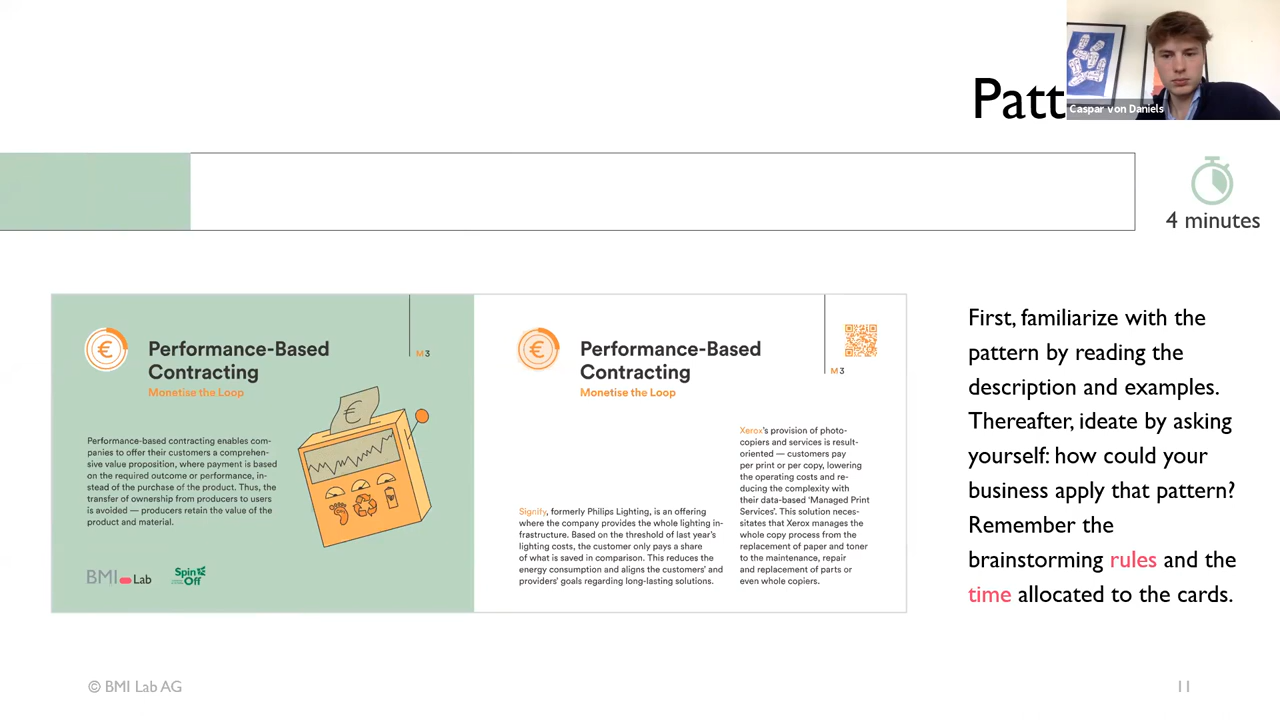 Patt
Caspar von Daniels
4 minutes
€
Performance-Based
Contracting
Monetise the Loop
M3
Performance-based contracting enables com-
panies to offer their customers a comprehen-
sive value proposition, where payment is based
on the required outcome or performance, in-
stead of the purchase of the product. Thus, the
transfer of ownership from producers to users
is avoided — producers retain the value of the
product and material.
€
BMI Lab
Spin
Off
€
Performance-Based
Contracting
Monetise the Loop
M3
Signify, formerly Philips Lighting, is an offering
where the company provides the whole lighting in-
frastructure. Based on the threshold of last year's
lighting costs, the customer only pays a share
of what is saved in comparison. This reduces the
energy consumption and aligns the customers' and
providers' goals regarding long-lasting solutions.
Xerox's provision of photo-
copiers and services is result-
oriented — customers pay
per print or per copy, lowering
the operating costs and re-
ducing the complexity with
their data-based 'Managed Print
Services'. This solution neces-
sitates that Xerox manages the
whole copy process from the
replacement of paper and toner
to the maintenance, repair
and replacement of parts or
even whole copiers.
First, familiarize with the
pattern by reading the
description and examples.
Thereafter, ideate by asking
yourself: how could your
business apply that pattern?
Remember the
brainstorming rules and the
time allocated to the cards.
© BMI Lab AG
11